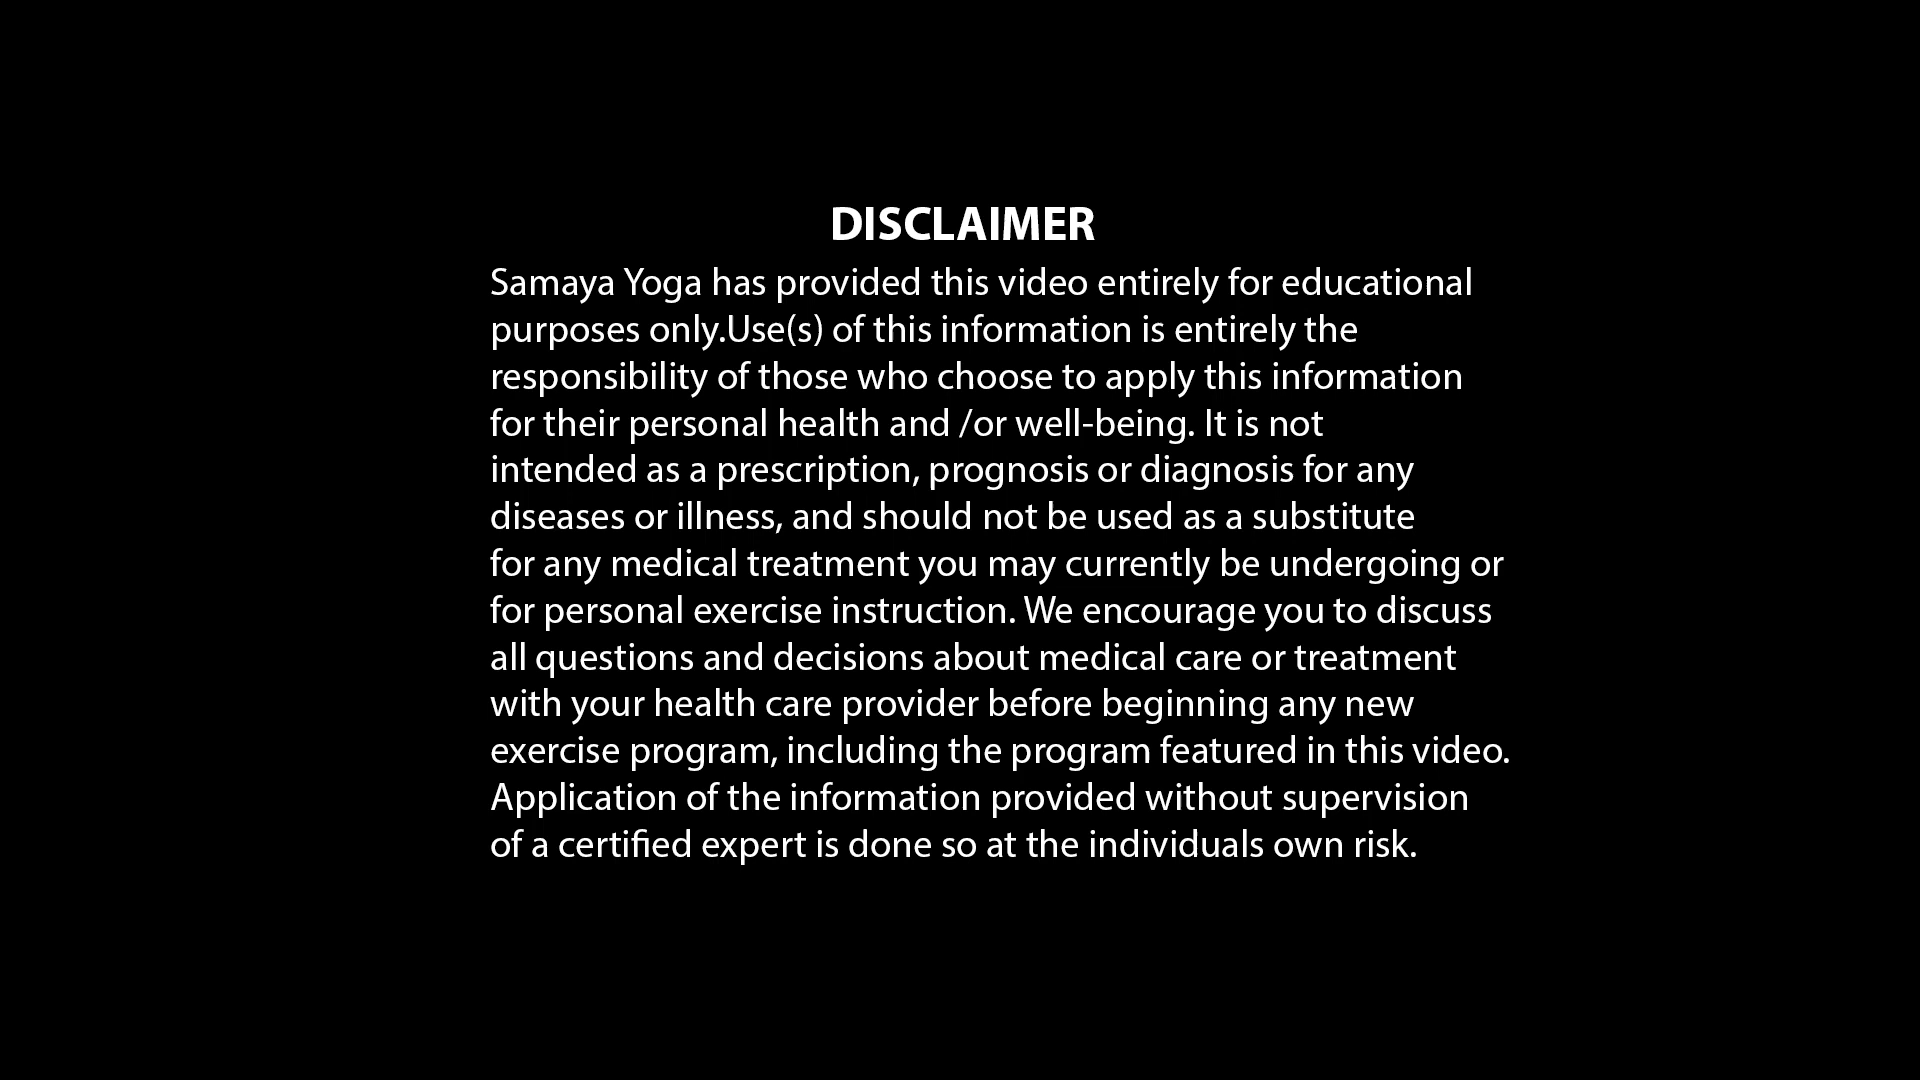 DISCLAIMER
Samaya Yoga has provided this video entirely for educational
purposes only.Use(s) of this information is entirely the
responsibility of those who choose to apply this information
for their personal health and /or well-being. It is not
intended as a prescription, prognosis or diagnosis for any
diseases or illness, and should not be used as a substitute
for any medical treatment you may currently be undergoing or
for personal exercise instruction. We encourage you to discuss
all questions and decisions about medical care or treatment
with your health care provider before beginning any new
exercise program, including the program featured in this video.
Application of the information provided without supervision
of a certified expert is done so at the individuals own risk.